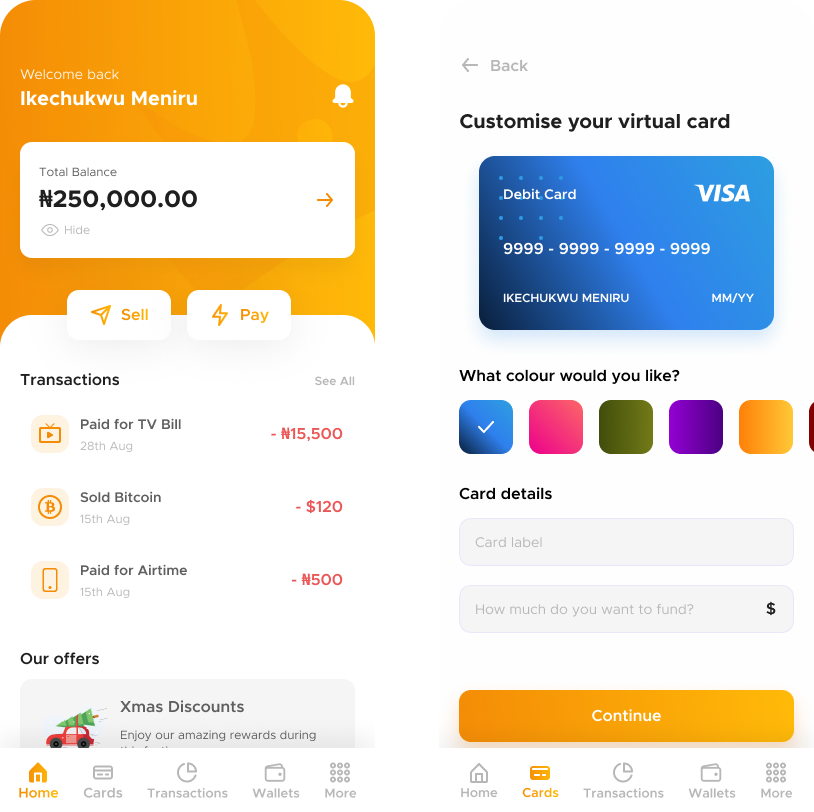 Welcome back
Ikechukwu Meniru
Total Balance
₦250,000.00
Hide
Sell
Pay
Transactions
See All
Paid for TV Bill
28th Aug
- ₦15,500
Sold Bitcoin
15th Aug
- $120
Paid for Airtime
15th Aug
- ₦500
Our offers
Xmas Discounts
Enjoy our amazing rewards during
Home
Cards
Transactions
Wallets
More
Back
Customise your virtual card
Debit Card
VISA
9999 - 9999 - 9999 - 9999
IKECHUKWU MENIRU
MM/YY
What colour would you like?
Card details
Card label
How much do you want to fund?
$
Continue
Home
Cards
Transactions
Wallets
More